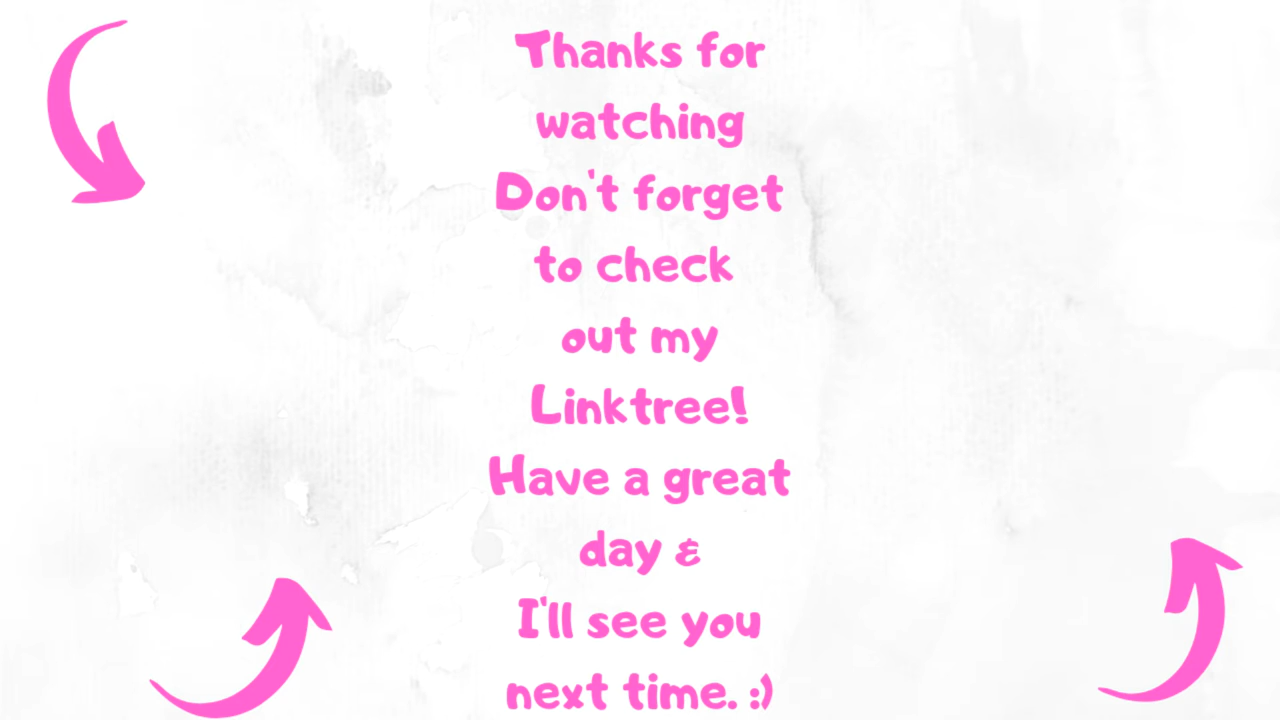 Thanks for
watching
Don't forget
to check
out my
Linktree!
Have a great
day &
I'll see you
next time. :)